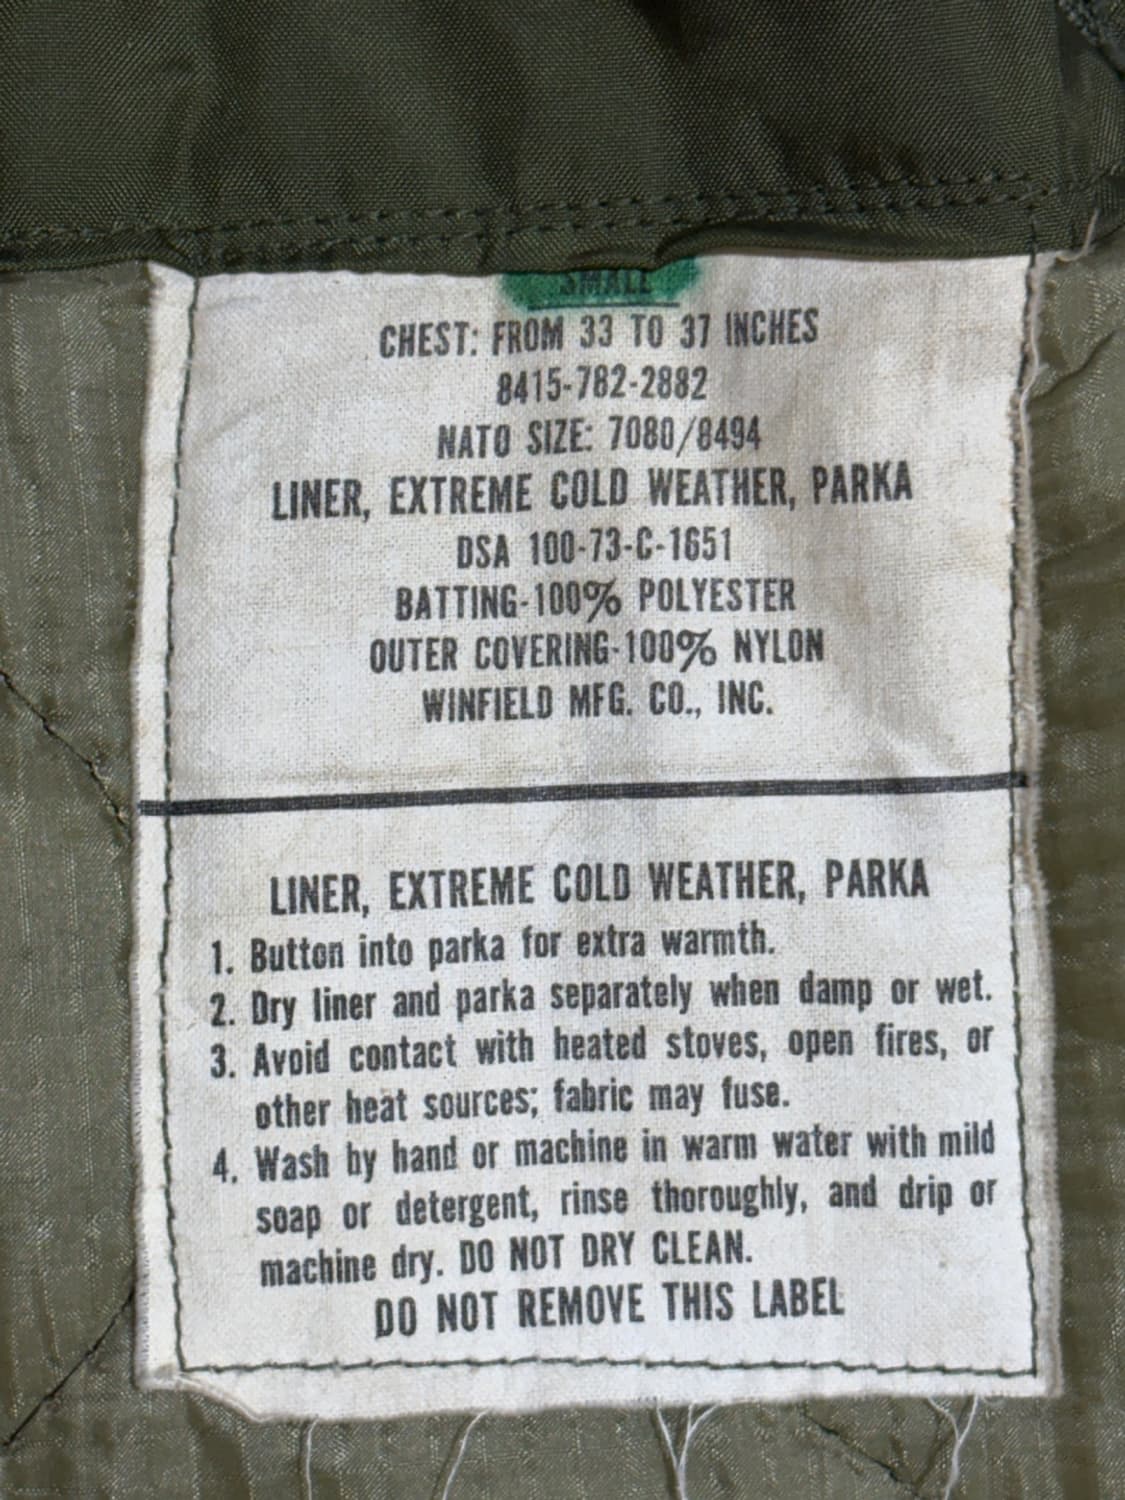 SMALL
CHEST: FROM 33 TO 37 INCHES
8415-782-2882
NATO SIZE: 7080/8494
LINER, EXTREME COLD WEATHER, PARKA
DSA 100-73-C-1651
BATTING-100% POLYESTER
OUTER COVERING-100% NYLON
WINFIELD MFG. CO., INC.
LINER, EXTREME COLD WEATHER, PARKA
1. Button into parka for extra warmth.
2. Dry liner and parka separately when damp or wet.
3. Avoid contact with heated stoves, open fires, or
other heat sources; fabric may fuse.
4. Wash by hand or machine in warm water with mild
soap or detergent, rinse thoroughly, and drip or
machine dry. DO NOT DRY CLEAN.
DO NOT REMOVE THIS LABEL